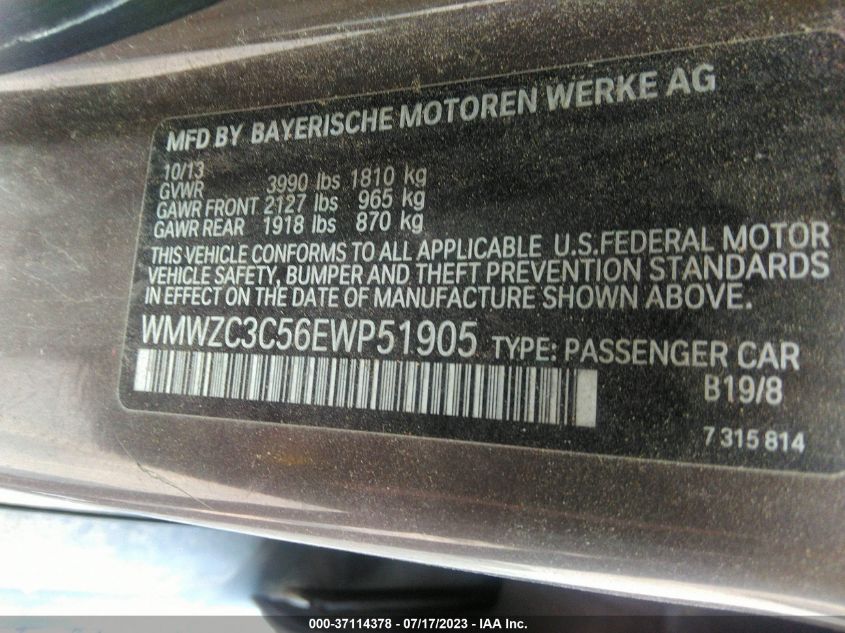 MFD BY BAYERISCHE MOTOREN WERKE AG
10/13
GVWR 3990 lbs 1810 kg
GAWR FRONT 2127 lbs 965 kg
GAWR REAR 1918 lbs 870 kg
THIS VEHICLE CONFORMS TO ALL APPLICABLE U.S.FEDERAL MOTOR
VEHICLE SAFETY, BUMPER AND THEFT PREVENTION STANDARDS
IN EFFECT ON THE DATE OF MANUFACTURE SHOWN ABOVE.
WMWZC3C56EWP51905 TYPE: PASSENGER CAR
B19/8
7 315 814
000-37114378 - 07/17/2023 - IAA Inc.